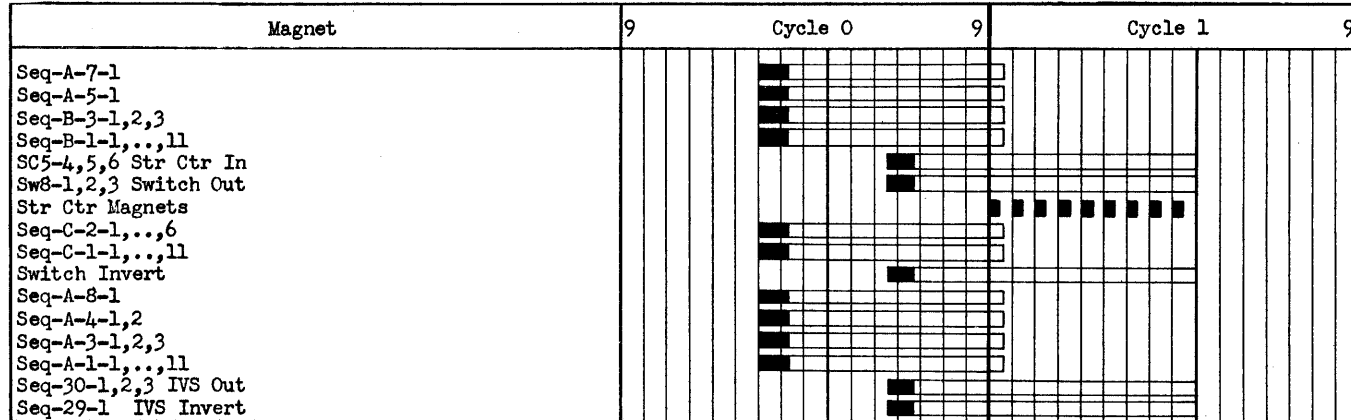 Magnet 9 Cycle 0 9 Cycle 1 9
Seq-A-7-1
Seq-A-5-1
Seq-B-3-1,2,3
Seq-B-1-1,..,11
SC5-4,5,6 Str Ctr In
Sw8-1,2,3 Switch Out
Str Ctr Magnets
Seq-C-2-1,..,6
Seq-C-1-1,..,11
Switch Invert
Seq-A-8-1
Seq-A-4-1,2
Seq-A-3-1,2,3
Seq-A-1-1,..,11
Seq-30-1,2,3 IVS Out
Seq-29-1 IVS Invert